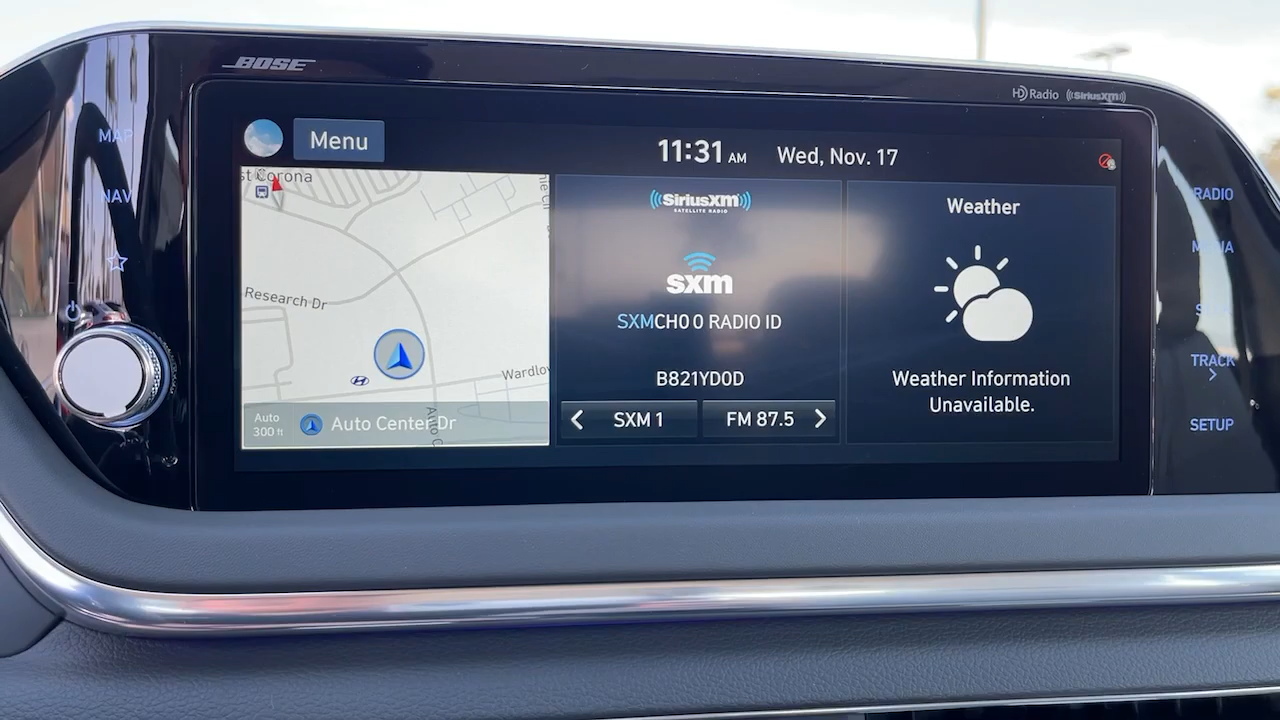 BOSE
HD Radio ((SiriusXM))
MAP
NAV
Menu
11:31 AM Wed, Nov. 17
st Corona
Research Dr
Wardlov
Auto
300 ft
Auto Center Dr
Auto C
((SiriusXM))
SATELLITE RADIO
sxm
SXMCH0 0 RADIO ID
B821YD0D
SXM 1
FM 87.5
Weather
Weather Information
Unavailable.
RADIO
TRACK
SETUP